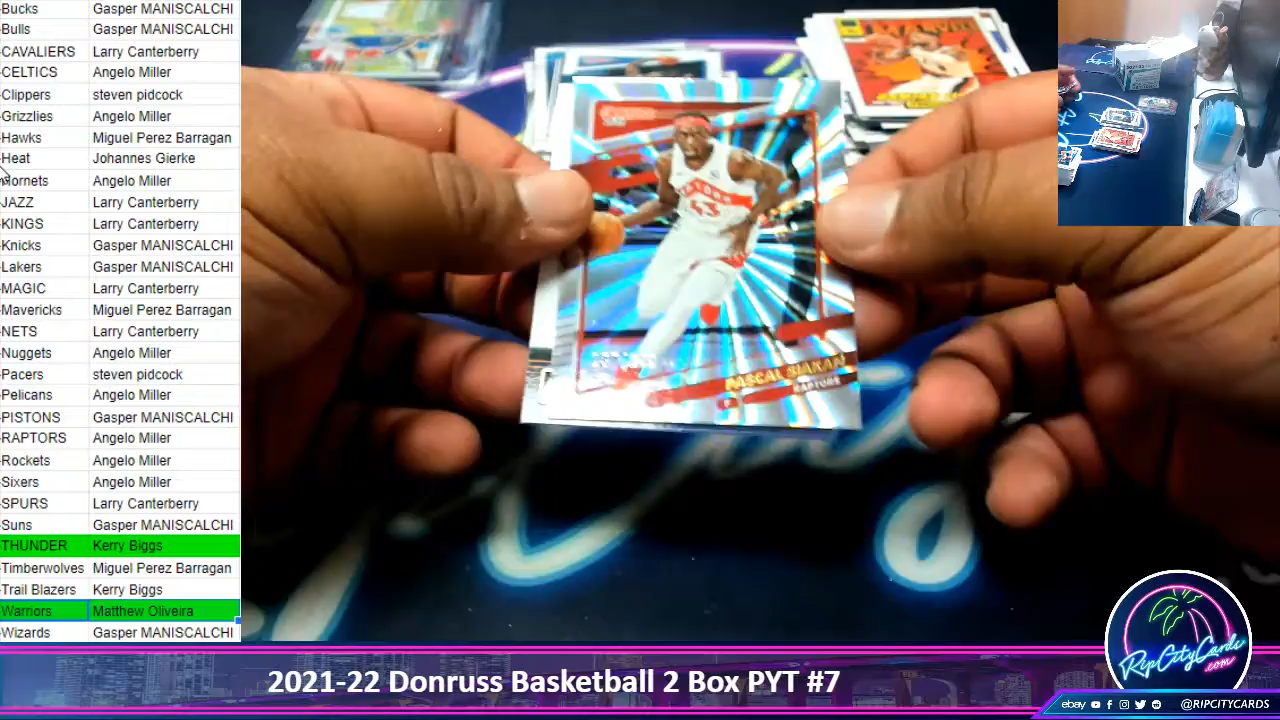 -Bucks Gasper MANISCALCHI
-Bulls Gasper MANISCALCHI
-CAVALIERS Larry Canterberry
-CELTICS Angelo Miller
-Clippers steven pidcock
-Grizzlies Angelo Miller
-Hawks Miguel Perez Barragan
-Heat Johannes Gierke
-Hornets Angelo Miller
-JAZZ Larry Canterberry
-KINGS Larry Canterberry
-Knicks Gasper MANISCALCHI
-Lakers Gasper MANISCALCHI
-MAGIC Larry Canterberry
-Mavericks Miguel Perez Barragan
-NETS Larry Canterberry
-Nuggets Angelo Miller
-Pacers steven pidcock
-Pelicans Angelo Miller
-PISTONS Gasper MANISCALCHI
-RAPTORS Angelo Miller
-Rockets Angelo Miller
-Sixers Angelo Miller
-SPURS Larry Canterberry
-Suns Gasper MANISCALCHI
-THUNDER Kerry Biggs
-Timberwolves Miguel Perez Barragan
-Trail Blazers Kerry Biggs
-Warriors Matthew Oliveira
-Wizards Gasper MANISCALCHI
43
PASCAL SIAKAM
RAPTORS
2021-22 Donruss Basketball 2 Box PYT #7
RipCityCards
.com
ebay @RIPCITYCARDS